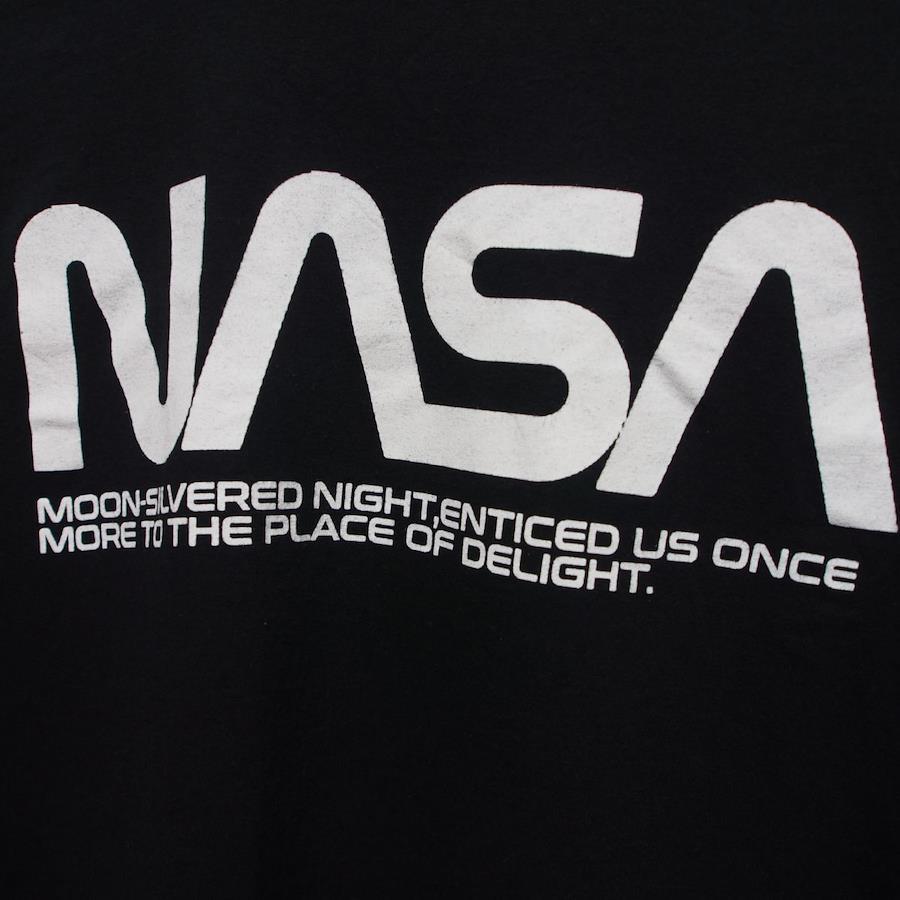 NASA
MOON-SILVERED NIGHT,ENTICED US ONCE
MORE TO THE PLACE OF DELIGHT.